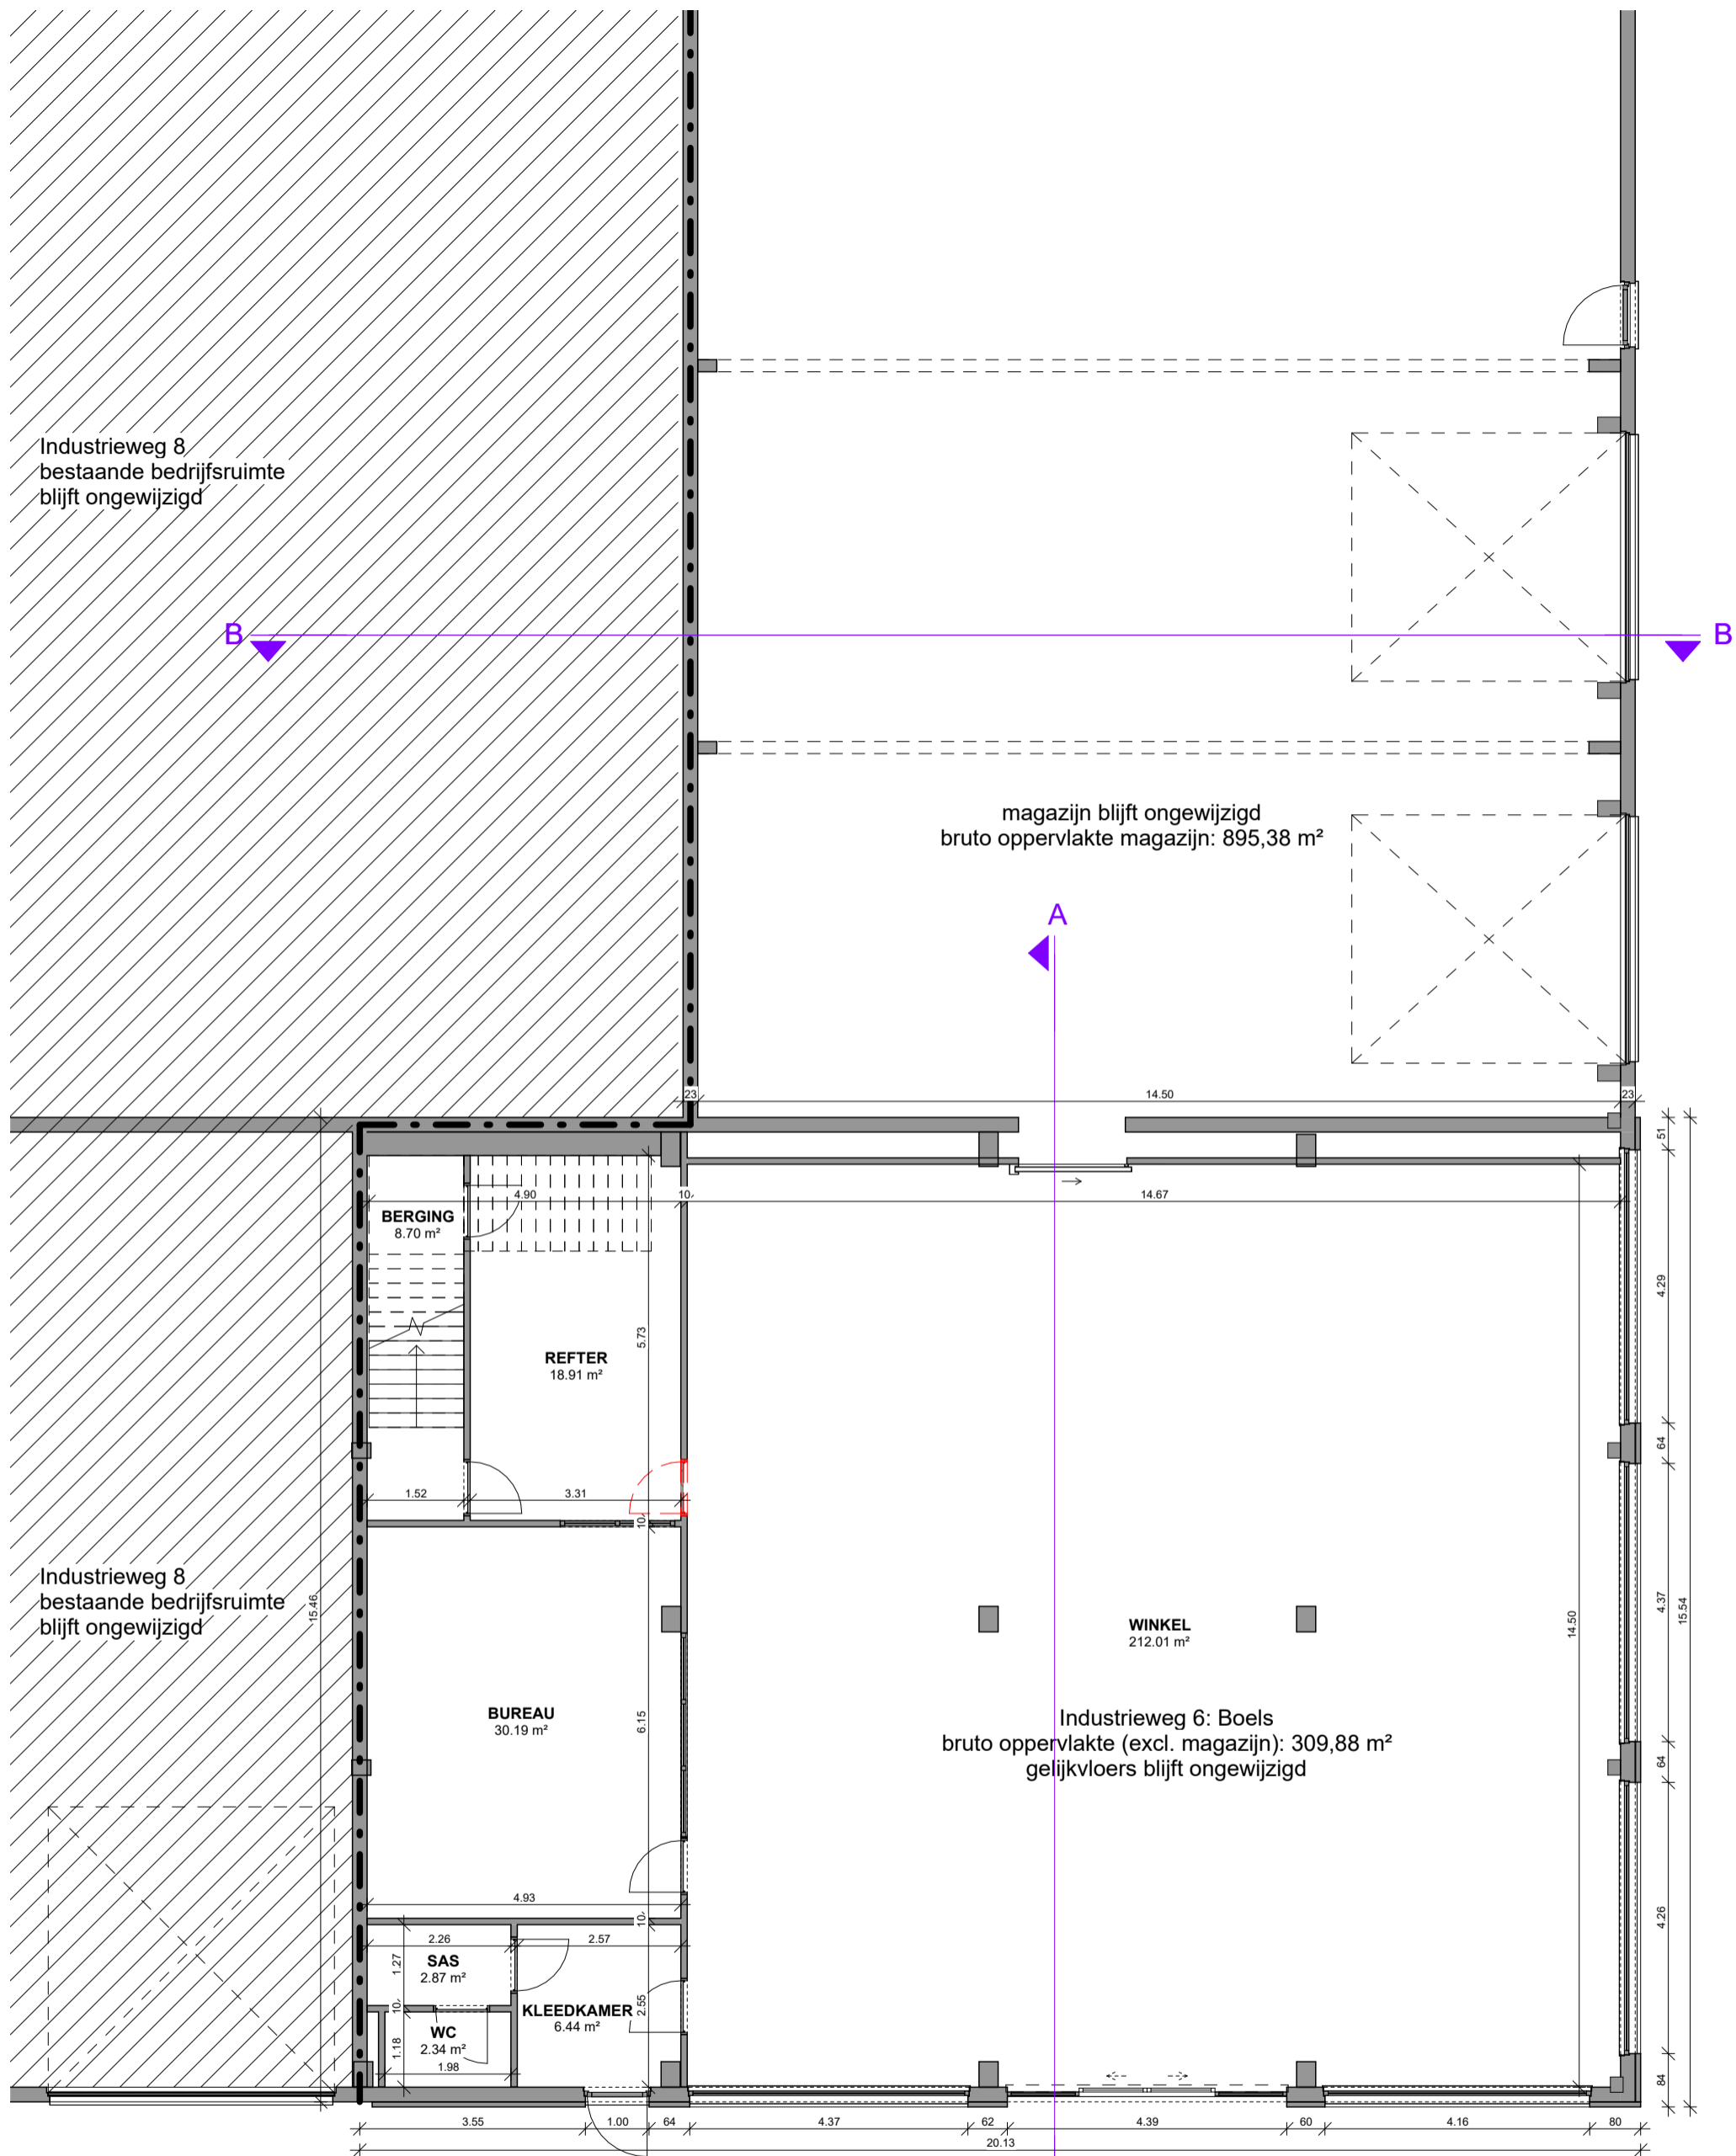 Industrieweg 8
bestaande bedrijfsruimte
blijft ongewijzigd
B
B
magazijn blijft ongewijzigd
bruto oppervlakte magazijn: 895,38 m²
A
23
14.50
23
51
4.90
10
14.67
BERGING
8.70 m²
4.29
5.73
REFTER
18.91 m²
64
1.52
3.31
10
Industrieweg 8
bestaande bedrijfsruimte
blijft ongewijzigd
15.46
4.37
15.54
14.50
WINKEL
212.01 m²
BUREAU
30.19 m²
6.15
Industrieweg 6: Boels
bruto oppervlakte (excl. magazijn): 309,88 m²
gelijkvloers blijft ongewijzigd
64
4.93
10
4.26
2.26
2.57
1.27
SAS
2.87 m²
10
2.55
KLEEDKAMER
6.44 m²
WC
2.34 m²
1.18
1.98
84
3.55
1.00
64
4.37
62
4.39
60
4.16
80
20.13